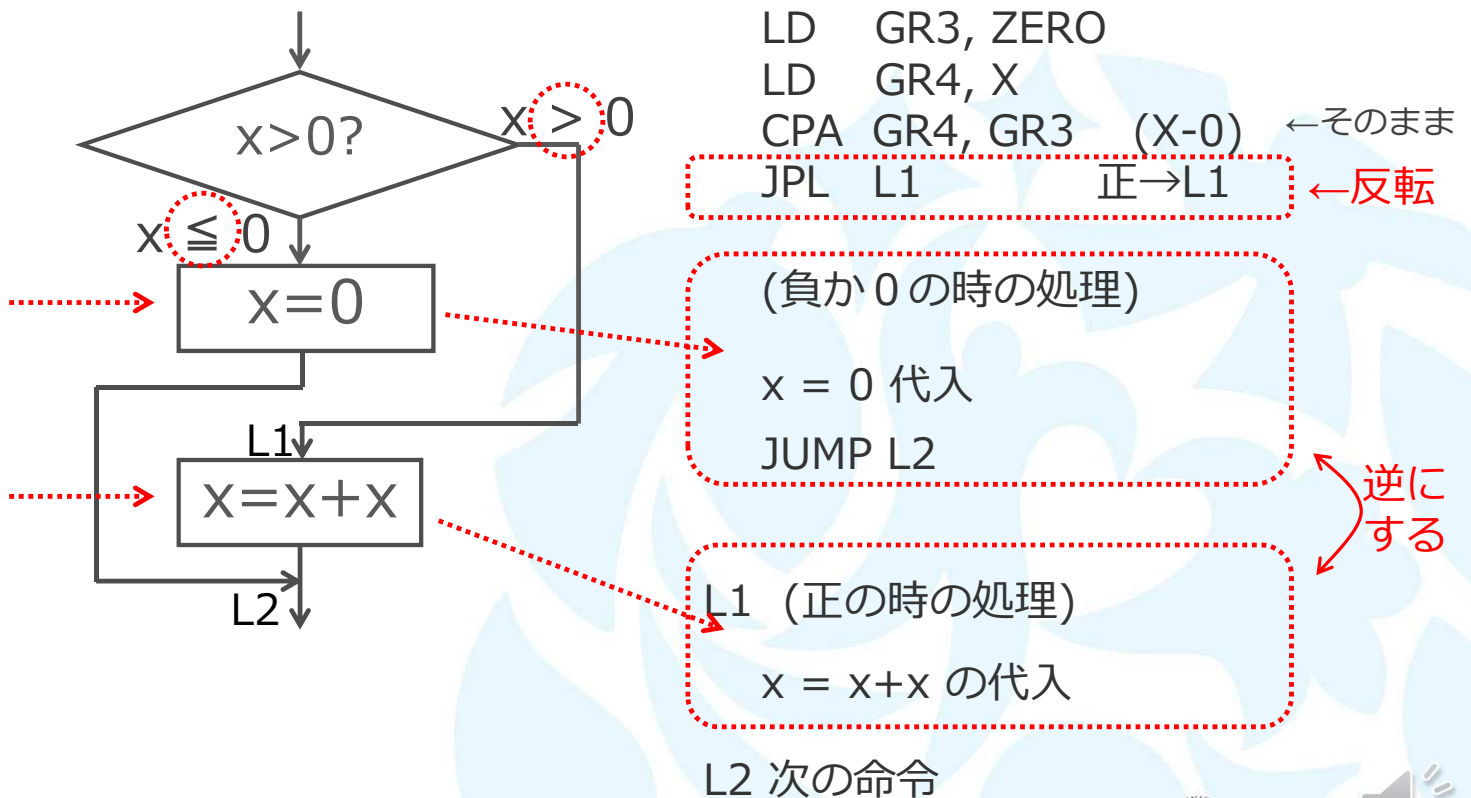 x>0?
x > 0
x ≦ 0
x=0
L1
x=x+x
L2
LD GR3, ZERO
LD GR4, X
CPA GR4, GR3 (X-0) ←そのまま
JPL L1 正→L1 ←反転
(負か０の時の処理)
x = 0 代入
JUMP L2
逆に
する
L1 (正の時の処理)
x = x+x の代入
L2 次の命令